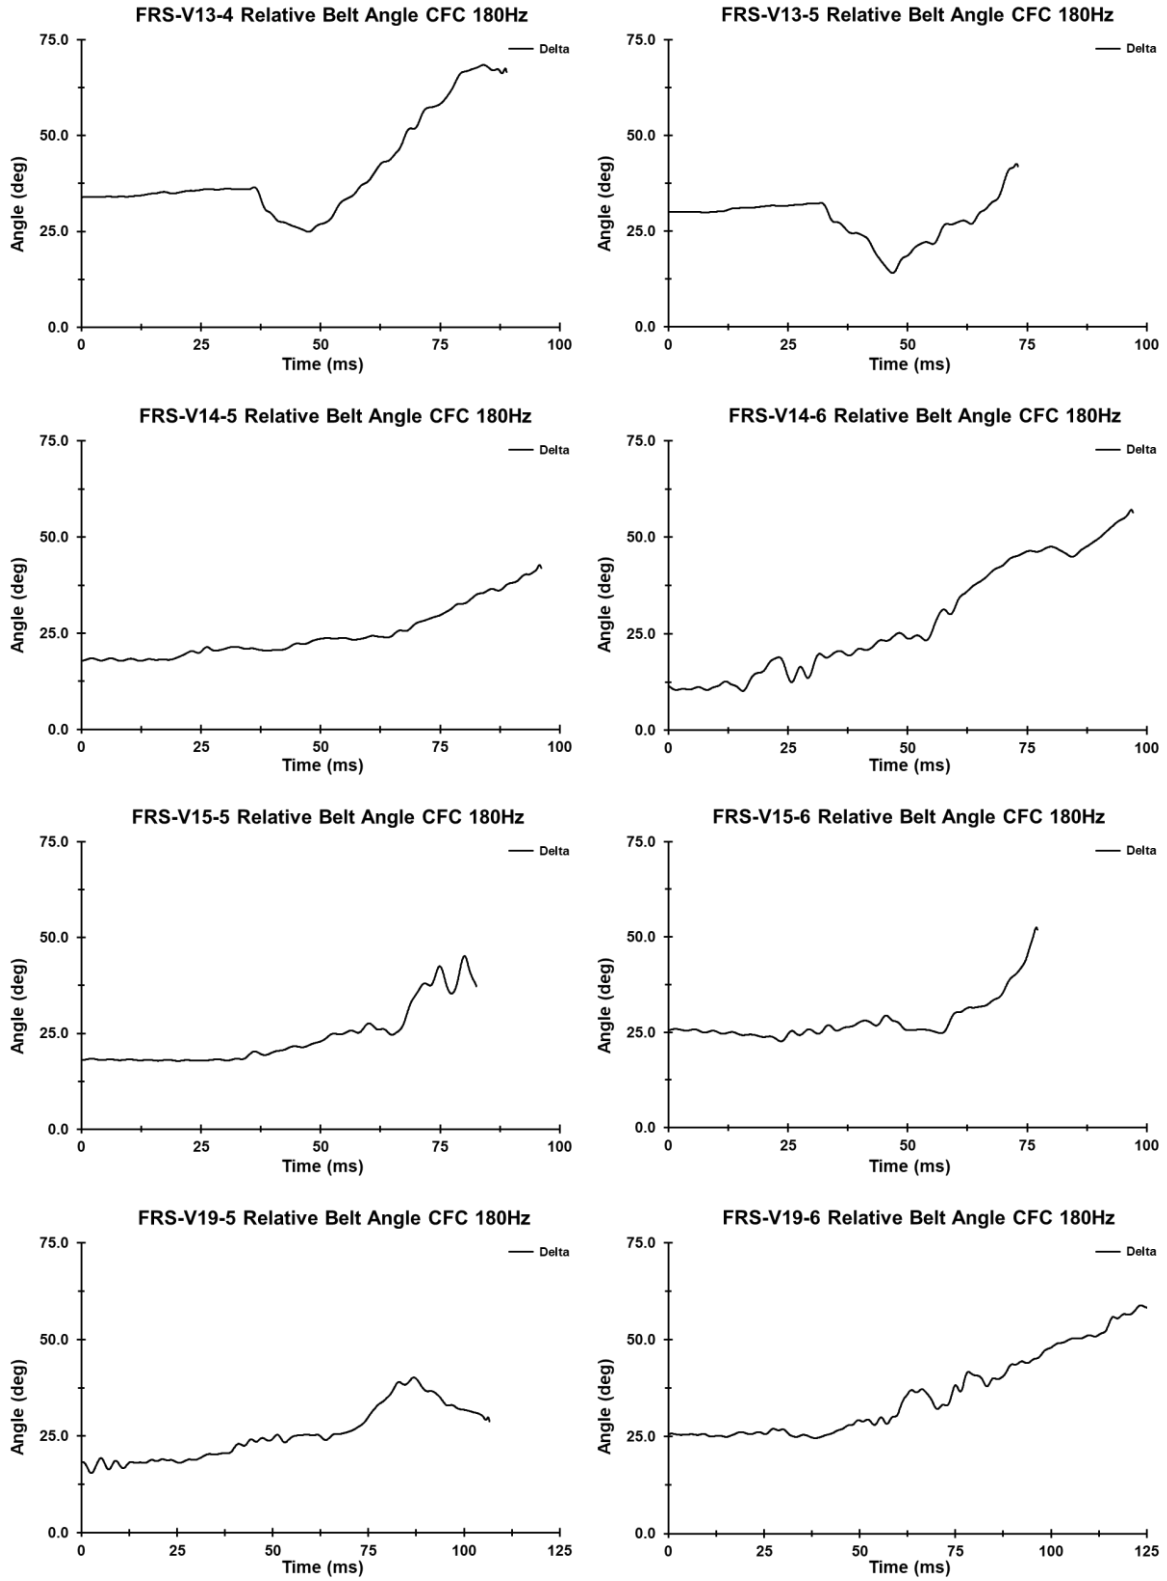 FRS-V13-4 Relative Belt Angle CFC 180Hz
75.0
Delta
50.0
Angle (deg)
25.0
0.0
0 25 50 75 100
Time (ms)
FRS-V13-5 Relative Belt Angle CFC 180Hz
75.0
Delta
50.0
Angle (deg)
25.0
0.0
0 25 50 75 100
Time (ms)
FRS-V14-5 Relative Belt Angle CFC 180Hz
75.0
Delta
50.0
Angle (deg)
25.0
0.0
0 25 50 75 100
Time (ms)
FRS-V14-6 Relative Belt Angle CFC 180Hz
75.0
Delta
50.0
Angle (deg)
25.0
0.0
0 25 50 75 100
Time (ms)
FRS-V15-5 Relative Belt Angle CFC 180Hz
75.0
Delta
50.0
Angle (deg)
25.0
0.0
0 25 50 75 100
Time (ms)
FRS-V15-6 Relative Belt Angle CFC 180Hz
75.0
Delta
50.0
Angle (deg)
25.0
0.0
0 25 50 75 100
Time (ms)
FRS-V19-5 Relative Belt Angle CFC 180Hz
75.0
Delta
50.0
Angle (deg)
25.0
0.0
0 25 50 75 100 125
Time (ms)
FRS-V19-6 Relative Belt Angle CFC 180Hz
75.0
Delta
50.0
Angle (deg)
25.0
0.0
0 25 50 75 100 125
Time (ms)